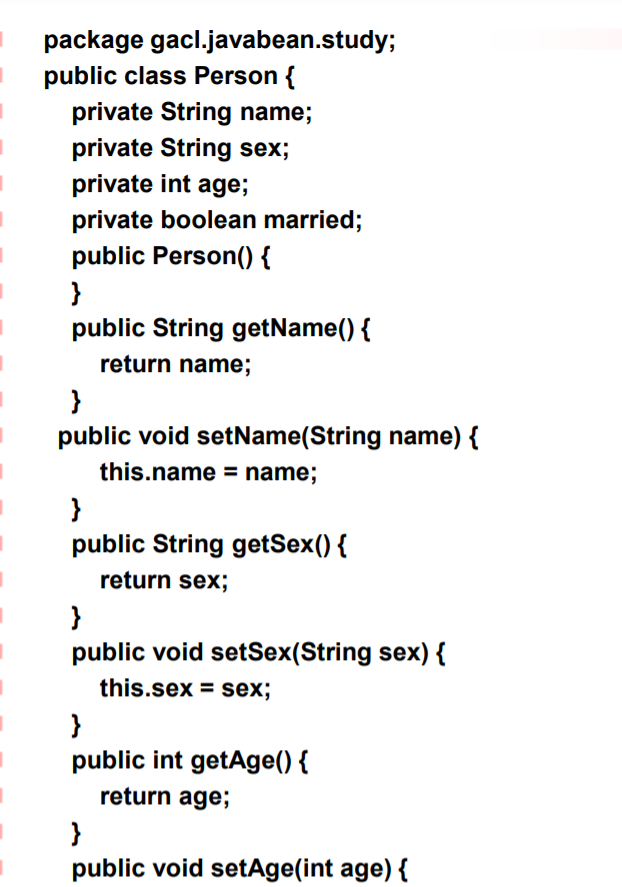 package gacl.javabean.study;
public class Person {
private String name;
private String sex;
private int age;
private boolean married;
public Person() {
}
public String getName() {
return name;
}
public void setName(String name) {
this.name = name;
}
public String getSex() {
return sex;
}
public void setSex(String sex) {
this.sex = sex;
}
public int getAge() {
return age;
}
public void setAge(int age) {